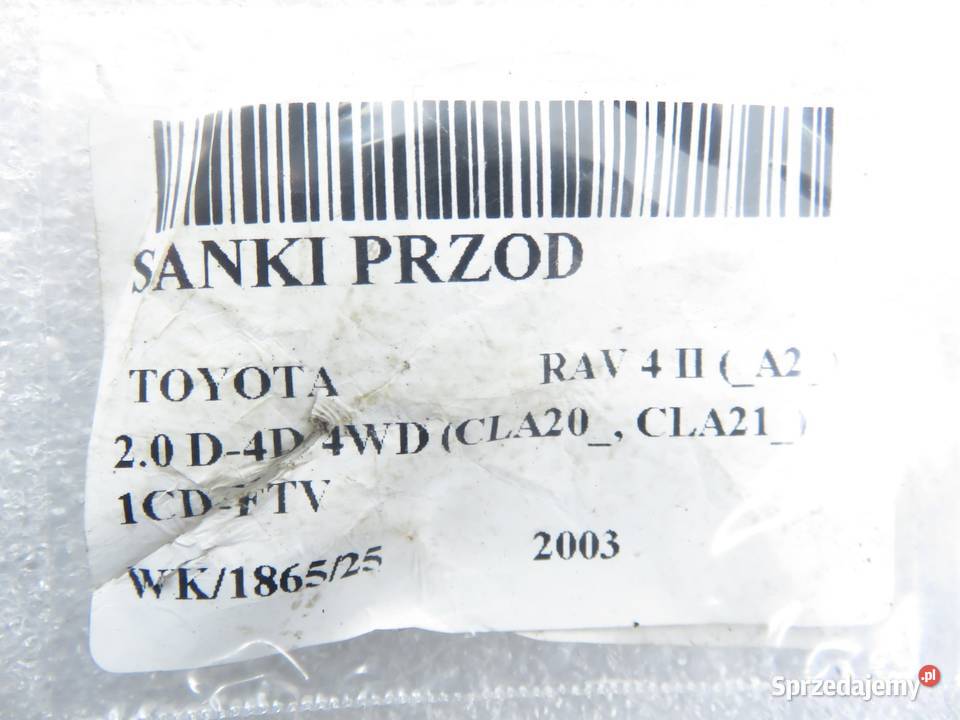 SANKI PRZOD
TOYOTA RAV 4 II (_A2_)
2.0 D-4D 4WD (CLA20_, CLA21_)
1CD-FTV
WK/1865/25 2003
Sprzedajemy.pl